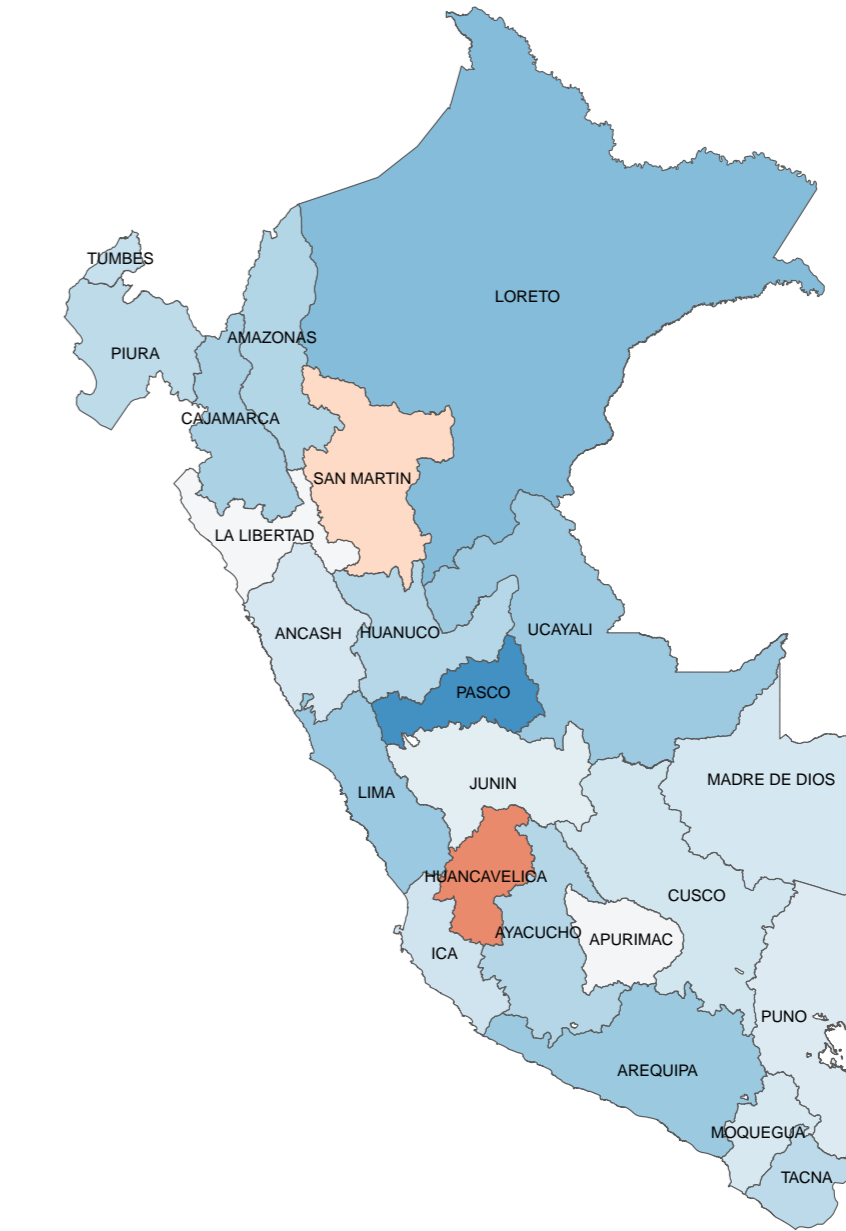 TUMBES
LORETO
AMAZONAS
PIURA
CAJAMARCA
SAN MARTIN
LA LIBERTAD
ANCASH
HUANUCO
UCAYALI
PASCO
MADRE DE DIOS
JUNIN
LIMA
HUANCAVELICA
CUSCO
AYACUCHO
APURIMAC
ICA
PUNO
AREQUIPA
MOQUEGUA
TACNA